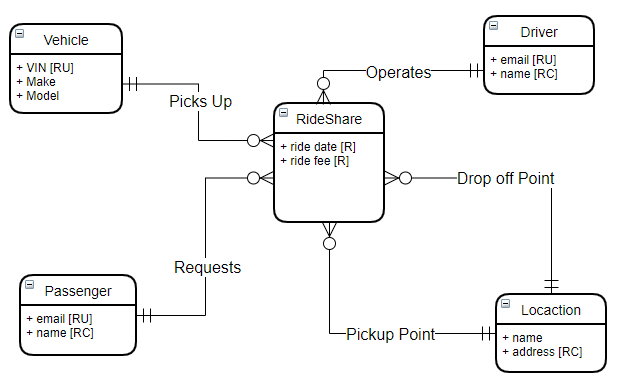 Vehicle
+ VIN [RU]
+ Make
+ Model
Driver
+ email [RU]
+ name [RC]
Operates
Picks Up
RideShare
+ ride date [R]
+ ride fee [R]
Drop off Point
Requests
Passenger
+ email [RU]
+ name [RC]
Pickup Point
Locaction
+ name
+ address [RC]